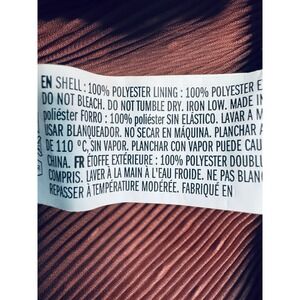 EN SHELL : 100% POLYESTER LINING : 100% POLYESTER E
DO NOT BLEACH. DO NOT TUMBLE DRY. IRON LOW. MADE IN
poliéster FORRO : 100% poliéster SIN ELÁSTICO. LAVAR A M
USAR BLANQUEADOR. NO SECAR EN MÁQUINA. PLANCHAR A
DE 110 °C, SIN VAPOR. PLANCHAR CON VAPOR PUEDE CAU
CHINA. FR ÉTOFFE EXTÉRIEURE : 100% POLYESTER DOUBLU
COMPRIS. LAVER À LA MAIN À L'EAU FROIDE. NE PAS BLANC
REPASSER À TEMPÉRATURE MODÉRÉE. FABRIQUÉ EN